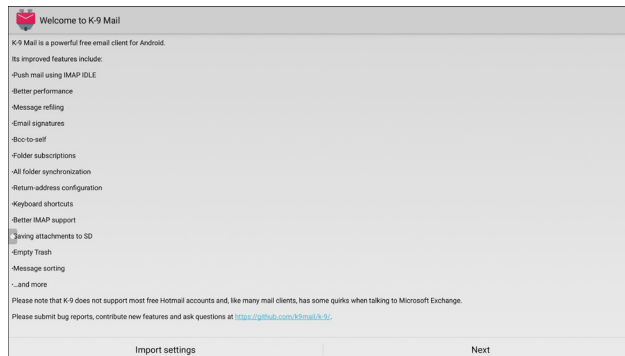 Welcome to K-9 Mail
K-9 Mail is a powerful free email client for Android.
Its improved features include:
·Push mail using IMAP IDLE
·Better performance
·Message refiling
·Email signatures
·Bcc-to-self
·Folder subscriptions
·All folder synchronization
·Return-address configuration
·Keyboard shortcuts
·Better IMAP support
Saving attachments to SD
·Empty Trash
·Message sorting
·…and more
Please note that K-9 does not support most free Hotmail accounts and, like many mail clients, has some quirks when talking to Microsoft Exchange.
Please submit bug reports, contribute new features and ask questions at https://github.com/k9mail/k-9/.
Import settings
Next